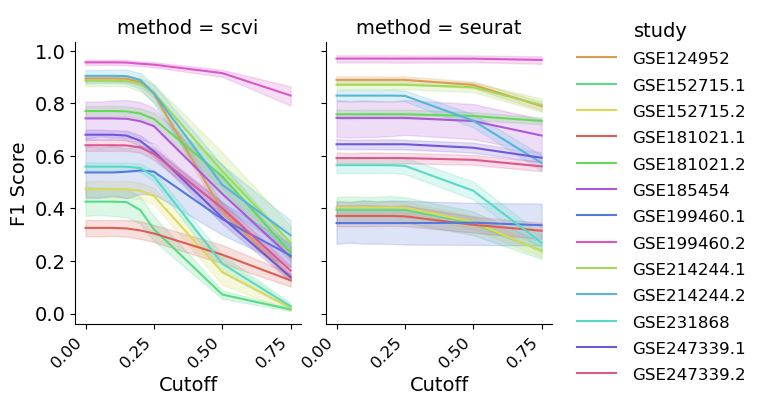 method = scvi
method = seurat
study
GSE124952
GSE152715.1
GSE152715.2
GSE181021.1
GSE181021.2
GSE185454
GSE199460.1
GSE199460.2
GSE214244.1
GSE214244.2
GSE231868
GSE247339.1
GSE247339.2
F1 Score
1.0
0.8
0.6
0.4
0.2
0.0
0.00
0.25
0.50
0.75
0.00
0.25
0.50
0.75
Cutoff
Cutoff